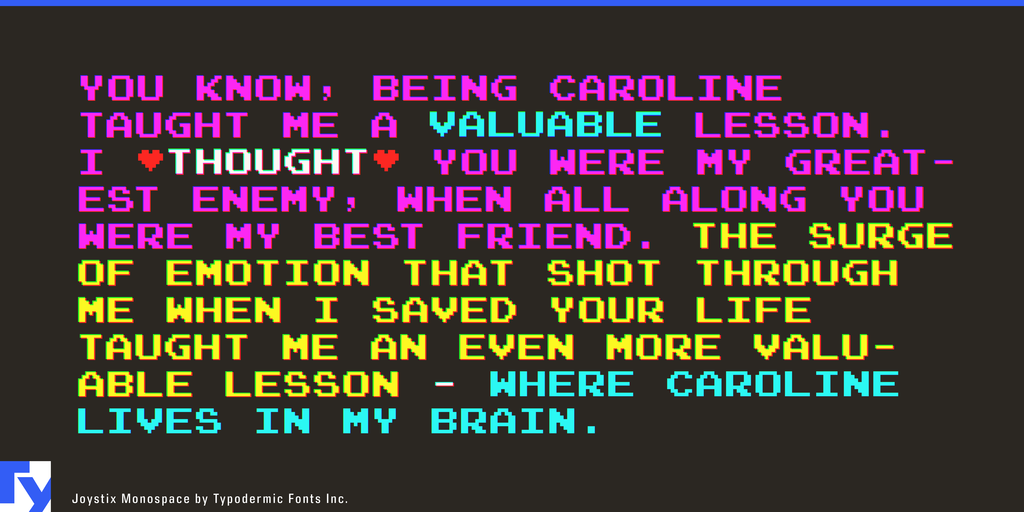 YOU KNOW, BEING CAROLINE
TAUGHT ME A VALUABLE LESSON.
I ♥THOUGHT♥ YOU WERE MY GREAT-
EST ENEMY, WHEN ALL ALONG YOU
WERE MY BEST FRIEND. THE SURGE
OF EMOTION THAT SHOT THROUGH
ME WHEN I SAVED YOUR LIFE
TAUGHT ME AN EVEN MORE VALU-
ABLE LESSON - WHERE CAROLINE
LIVES IN MY BRAIN.
Ty
Joystix Monospace by Typodermic Fonts Inc.